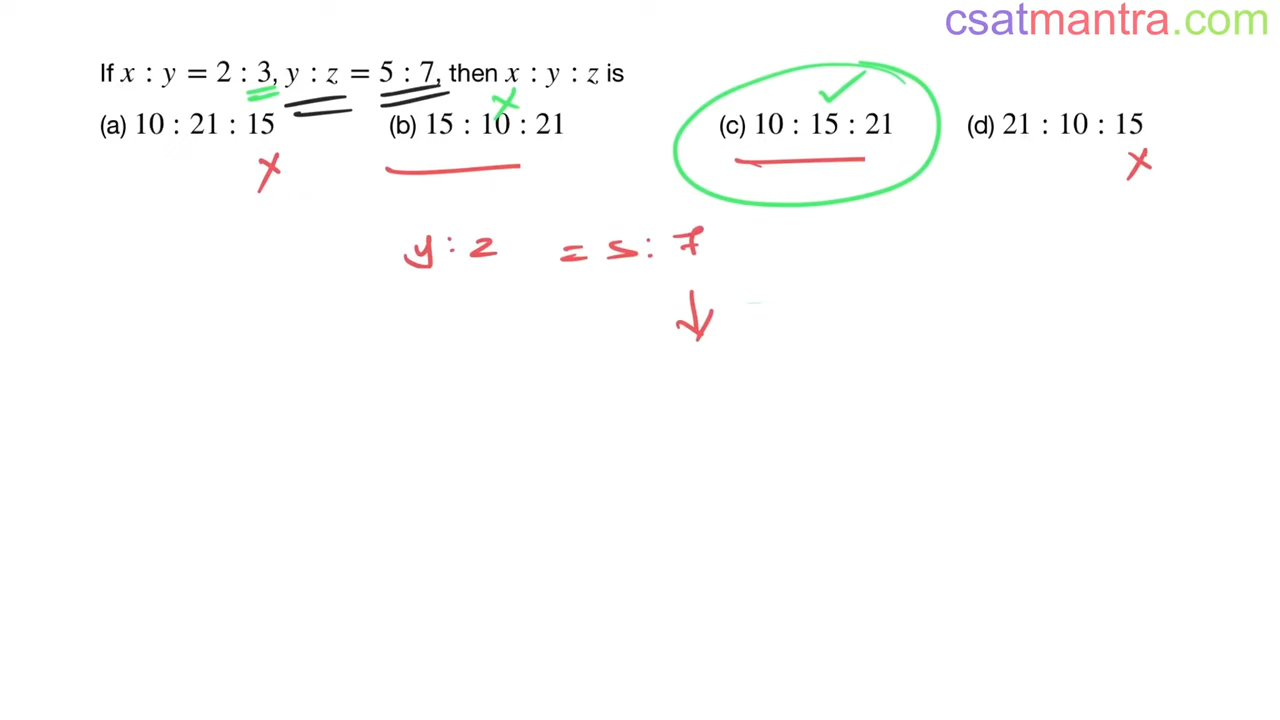 csatmantra.com
If x : y = 2 : 3, y : z = 5 : 7, then x : y : z is
(a) 10 : 21 : 15 (b) 15 : 10 : 21 (c) 10 : 15 : 21 (d) 21 : 10 : 15
y : z = 5 : 7